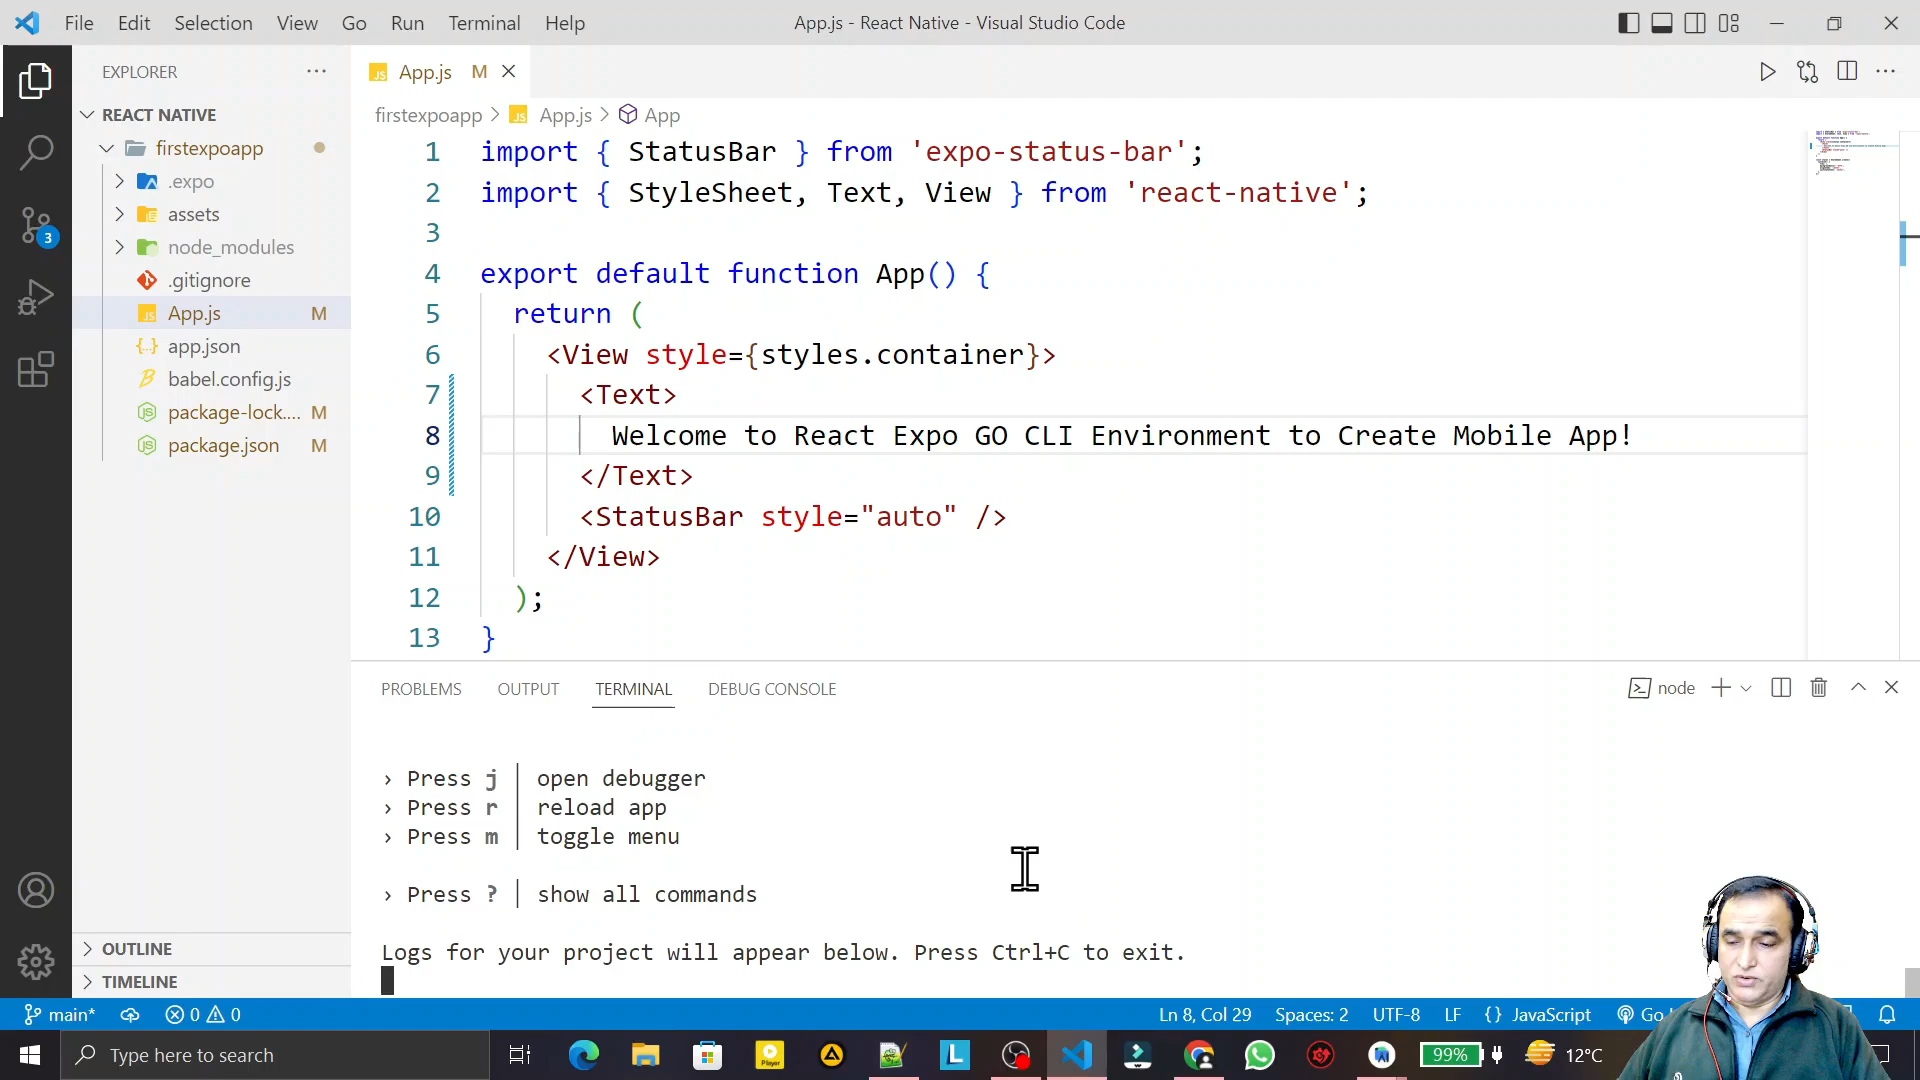 File Edit Selection View Go Run Terminal Help
App.js - React Native - Visual Studio Code
EXPLORER
REACT NATIVE
firstexpoapp
.expo
assets
node_modules
.gitignore
App.js M
app.json
babel.config.js
package-lock.... M
package.json M
OUTLINE
TIMELINE
3
JS App.js M
firstexpoapp > JS App.js > App
1 import { StatusBar } from 'expo-status-bar';
2 import { StyleSheet, Text, View } from 'react-native';
3
4 export default function App() {
5 return (
6 <View style={styles.container}>
7 <Text>
8 Welcome to React Expo GO CLI Environment to Create Mobile App!
9 </Text>
10 <StatusBar style="auto" />
11 </View>
12 );
13 }
PROBLEMS OUTPUT TERMINAL DEBUG CONSOLE
node
› Press j │ open debugger
› Press r │ reload app
› Press m │ toggle menu
› Press ? │ show all commands
Logs for your project will appear below. Press Ctrl+C to exit.
main* 0 0
Ln 8, Col 29 Spaces: 2 UTF-8 LF {} JavaScript Go
Type here to search
Player
L
99%
12°C